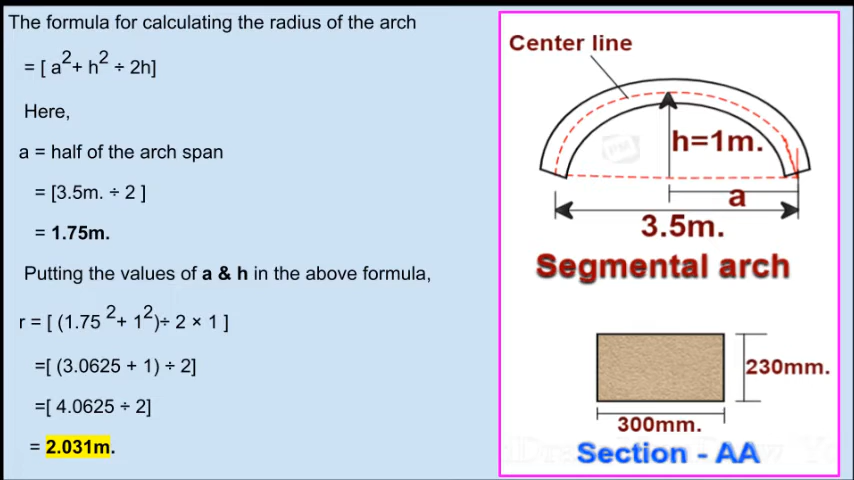 The formula for calculating the radius of the arch
= [ a²+ h² ÷ 2h]
Here,
a = half of the arch span
= [3.5m. ÷ 2 ]
= 1.75m.
Putting the values of a & h in the above formula,
r = [ (1.75 ²+ 1²)÷ 2 × 1 ]
=[ (3.0625 + 1) ÷ 2]
=[ 4.0625 ÷ 2]
= 2.031m.
Center line
PM
h=1m.
a
3.5m.
Segmental arch
230mm.
300mm.
Section - AA